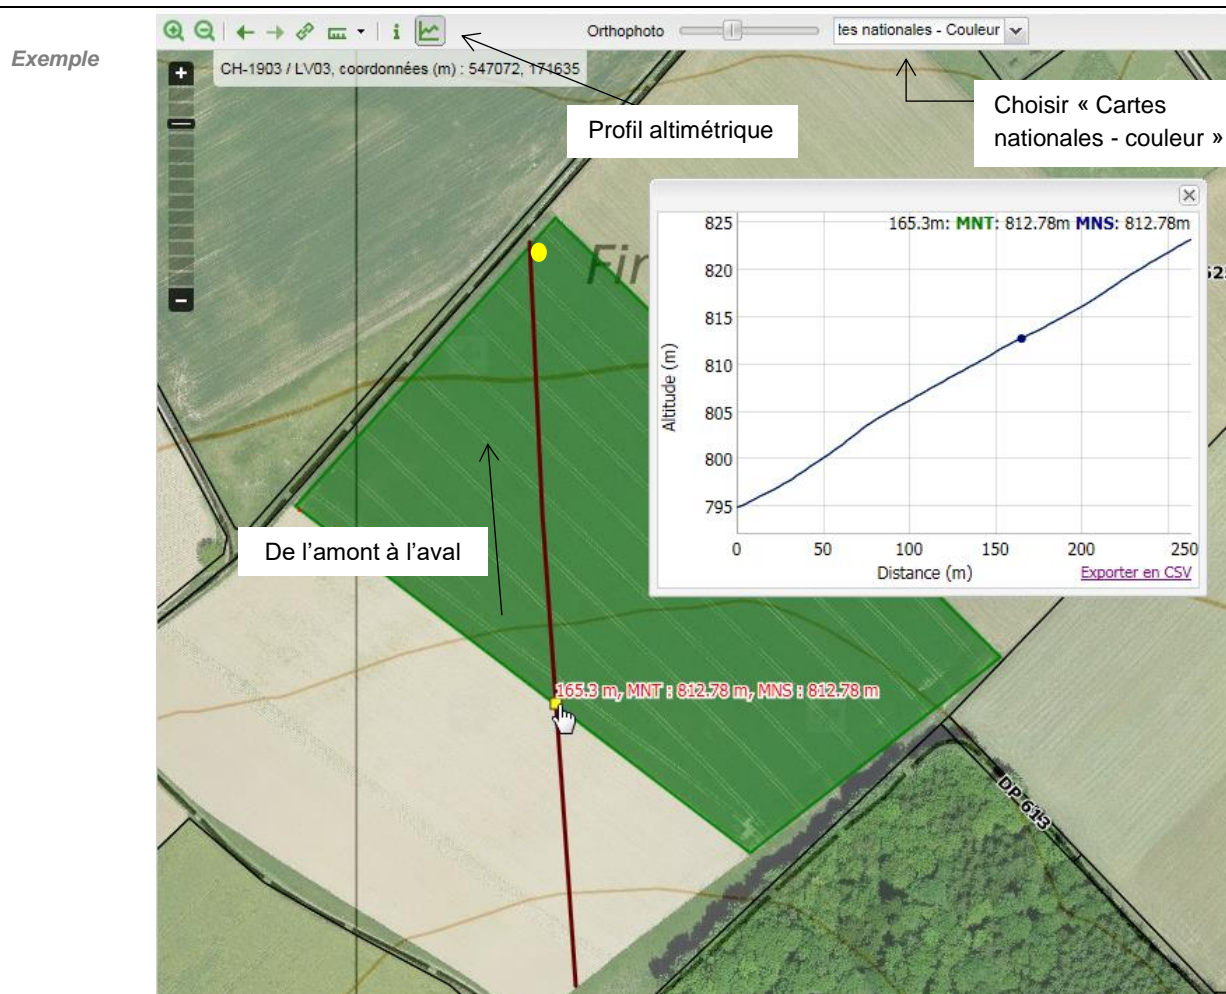 Exemple
Orthophoto
tes nationales - Couleur
CH-1903 / LV03, coordonnées (m) : 547072, 171635
Profil altimétrique
Choisir « Cartes
nationales - couleur »
165.3m: MNT: 812.78m MNS: 812.78m
825
820
815
810
805
800
795
Altitude (m)
0 50 100 150 200 250
Distance (m)
Exporter en CSV
De l'amont à l'aval
165.3 m, MNT : 812.78 m, MNS : 812.78 m
DP 613